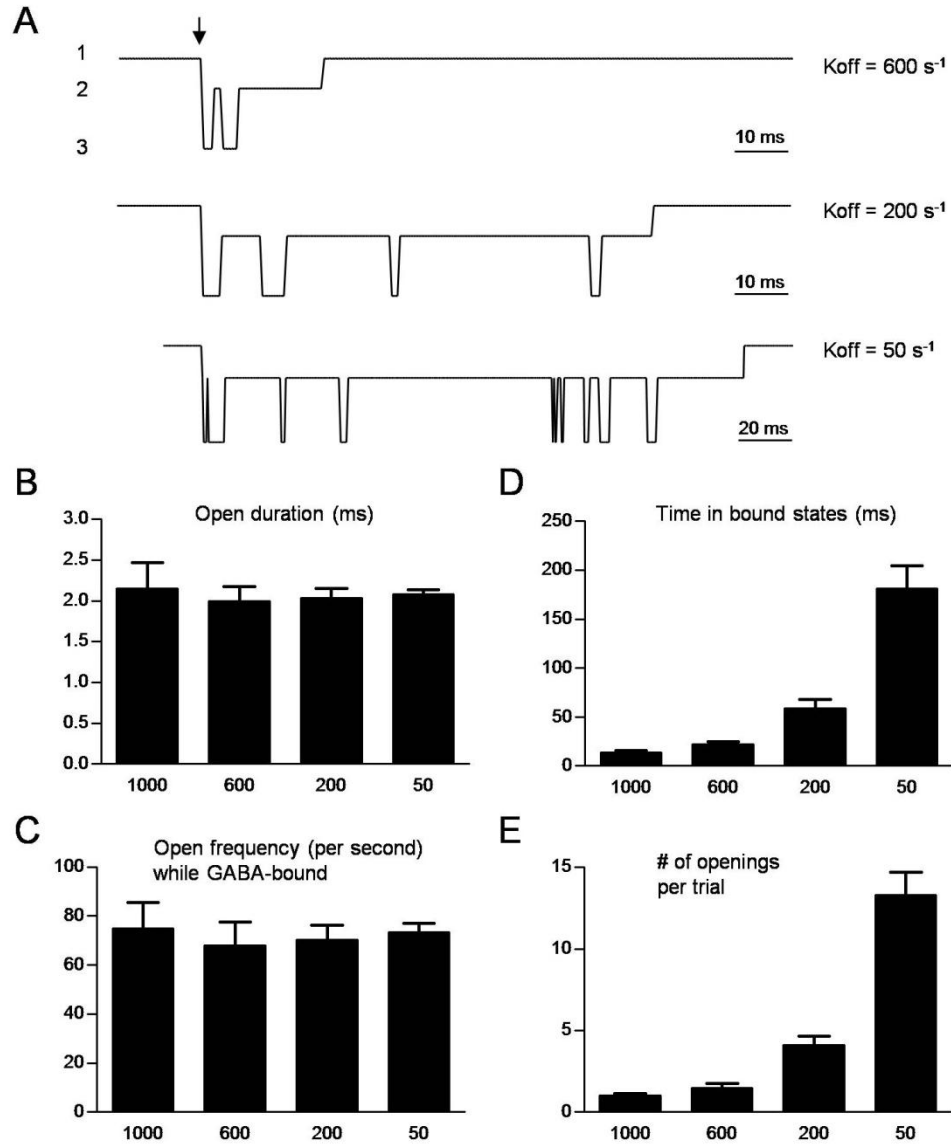 A
1
2
3
Koff = 600 s⁻¹
10 ms
Koff = 200 s⁻¹
10 ms
Koff = 50 s⁻¹
20 ms
B
Open duration (ms)
3.0
2.5
2.0
1.5
1.0
0.5
0.0
1000 600 200 50
D
Time in bound states (ms)
250
200
150
100
50
0
1000 600 200 50
C
Open frequency (per second)
while GABA-bound
100
80
60
40
20
0
1000 600 200 50
E
# of openings
per trial
15
10
5
0
1000 600 200 50